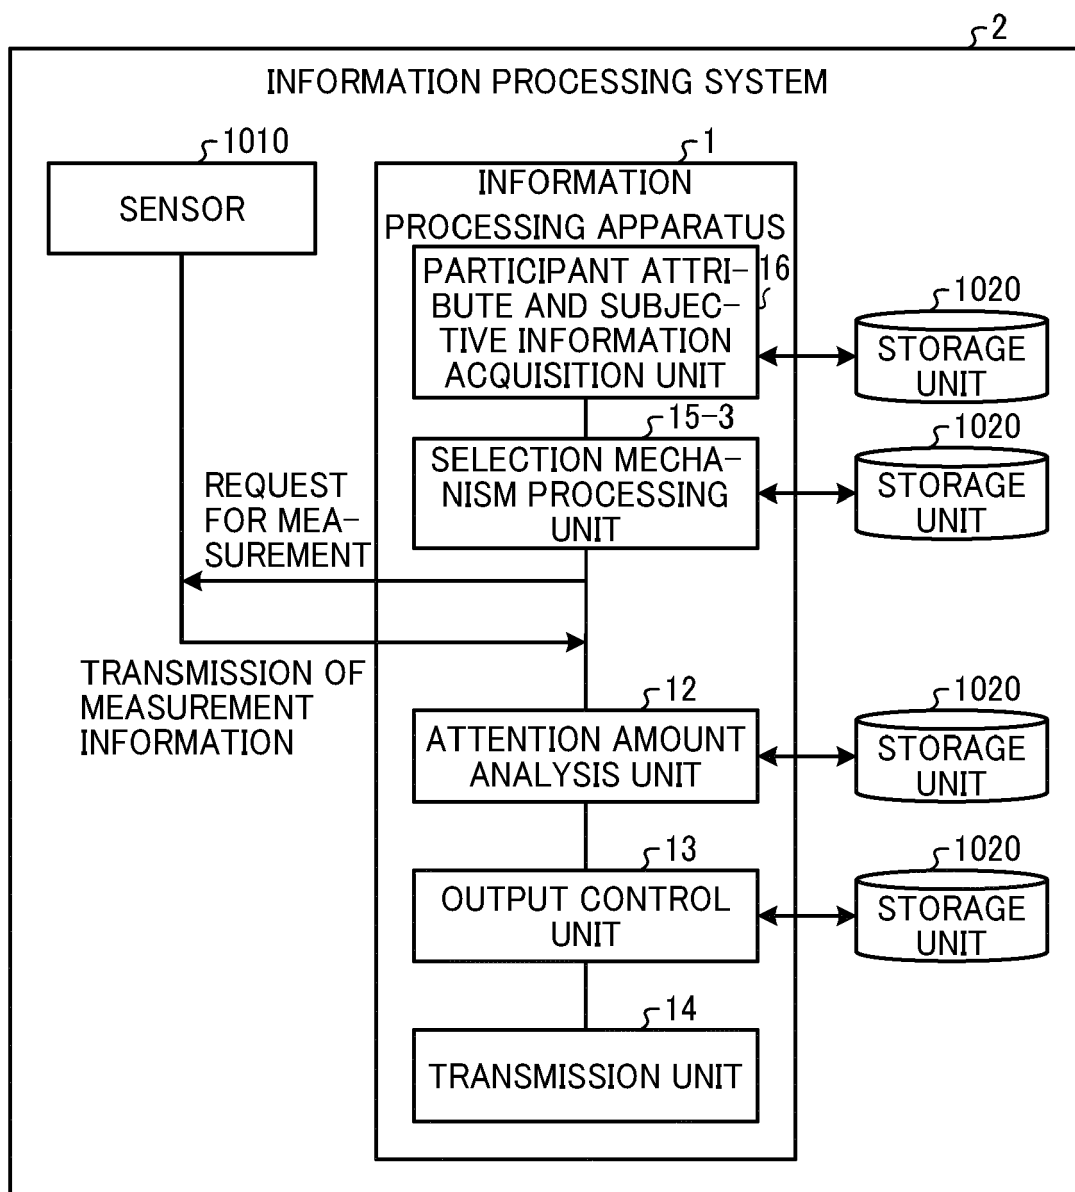 2
INFORMATION PROCESSING SYSTEM
1010
SENSOR
1
INFORMATION
PROCESSING APPARATUS
PARTICIPANT ATTRI-
BUTE AND SUBJEC-
TIVE INFORMATION
ACQUISITION UNIT
16
1020
STORAGE
UNIT
15-3
SELECTION MECHA-
NISM PROCESSING
UNIT
1020
STORAGE
UNIT
REQUEST
FOR MEA-
SUREMENT
TRANSMISSION OF
MEASUREMENT
INFORMATION
12
ATTENTION AMOUNT
ANALYSIS UNIT
1020
STORAGE
UNIT
13
OUTPUT CONTROL
UNIT
1020
STORAGE
UNIT
14
TRANSMISSION UNIT